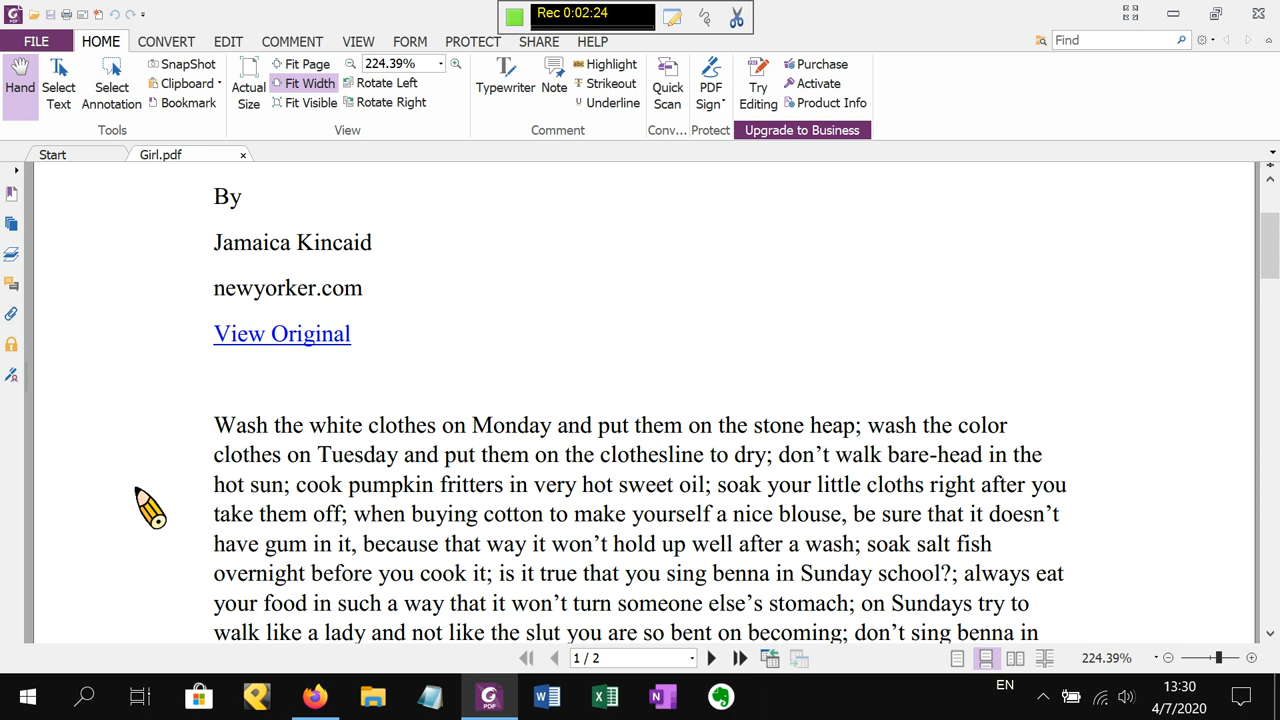 Rec 0:02:24
FILE HOME CONVERT EDIT COMMENT VIEW FORM PROTECT SHARE HELP Find
Hand
Select Text
Select Annotation
SnapShot
Clipboard
Bookmark
Tools
Actual Size
Fit Page
Fit Width
Fit Visible
224.39%
Rotate Left
Rotate Right
View
Typewriter
Note
Highlight
Strikeout
Underline
Comment
Quick Scan
Conv...
PDF Sign
Protect
Try Editing
Purchase
Activate
Product Info
Upgrade to Business
Start Girl.pdf
By
Jamaica Kincaid
newyorker.com
View Original
Wash the white clothes on Monday and put them on the stone heap; wash the color
clothes on Tuesday and put them on the clothesline to dry; don’t walk bare-head in the
hot sun; cook pumpkin fritters in very hot sweet oil; soak your little cloths right after you
take them off; when buying cotton to make yourself a nice blouse, be sure that it doesn’t
have gum in it, because that way it won’t hold up well after a wash; soak salt fish
overnight before you cook it; is it true that you sing benna in Sunday school?; always eat
your food in such a way that it won’t turn someone else’s stomach; on Sundays try to
walk like a lady and not like the slut you are so bent on becoming; don’t sing benna in
1 / 2 224.39%
EN
13:30
4/7/2020